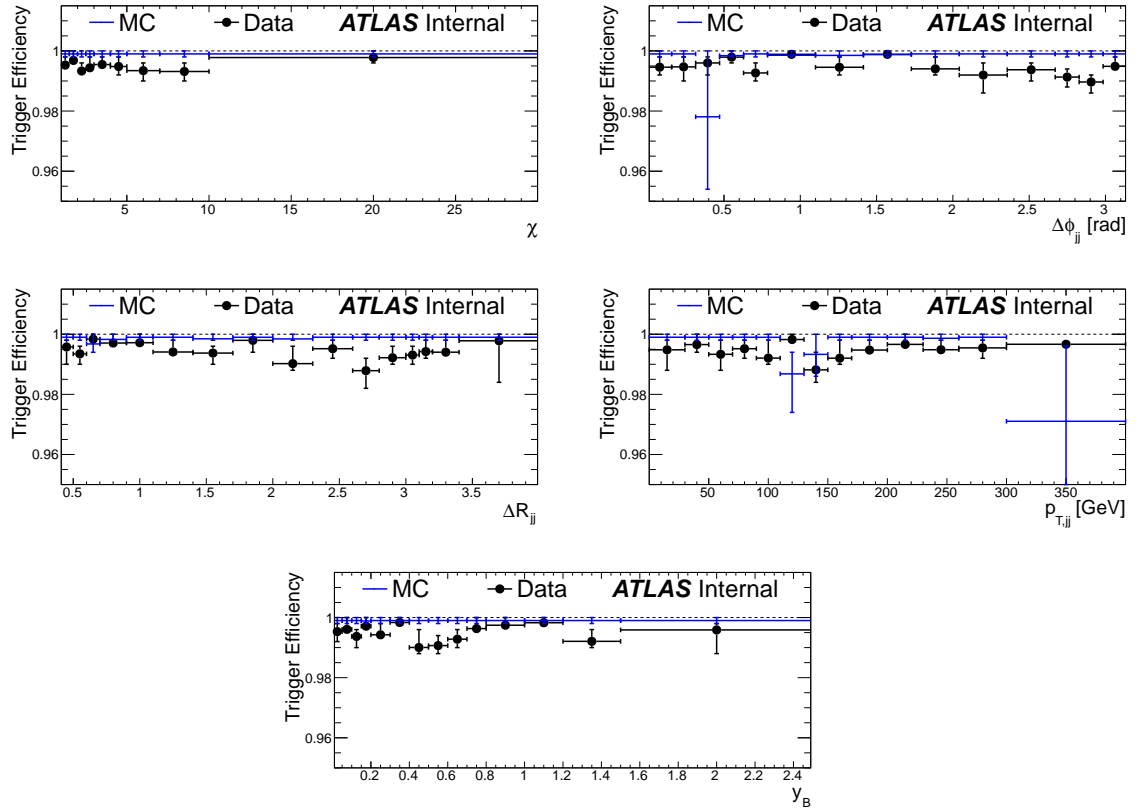 MC Data ATLAS Internal
Trigger Efficiency
1
0.98
0.96
5 10 15 20 25
χ
MC Data ATLAS Internal
Trigger Efficiency
1
0.98
0.96
0.5 1 1.5 2 2.5 3
Δϕjj [rad]
MC Data ATLAS Internal
Trigger Efficiency
1
0.98
0.96
0.5 1 1.5 2 2.5 3 3.5
ΔRjj
MC Data ATLAS Internal
Trigger Efficiency
1
0.98
0.96
50 100 150 200 250 300 350
pT,jj [GeV]
MC Data ATLAS Internal
Trigger Efficiency
1
0.98
0.96
0.2 0.4 0.6 0.8 1 1.2 1.4 1.6 1.8 2 2.2 2.4
yB